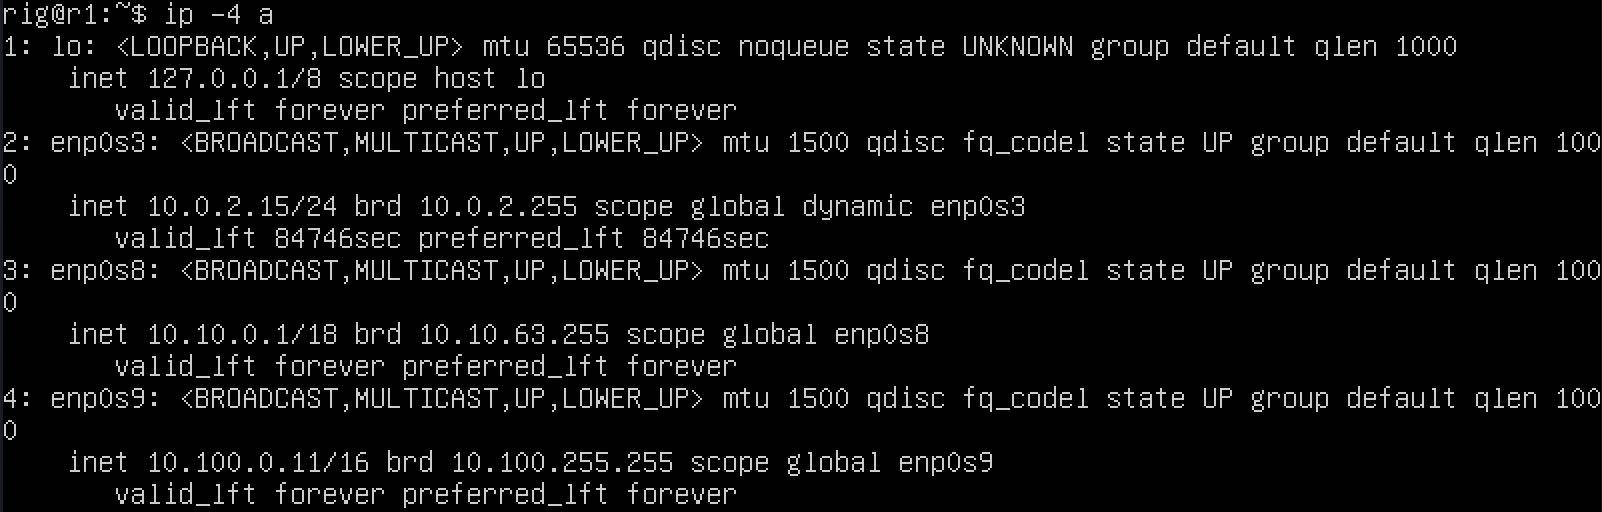 rig@r1:~$ ip -4 a
1: lo: <LOOPBACK,UP,LOWER_UP> mtu 65536 qdisc noqueue state UNKNOWN group default qlen 1000
    inet 127.0.0.1/8 scope host lo
       valid_lft forever preferred_lft forever
2: enp0s3: <BROADCAST,MULTICAST,UP,LOWER_UP> mtu 1500 qdisc fq_codel state UP group default qlen 100
0
    inet 10.0.2.15/24 brd 10.0.2.255 scope global dynamic enp0s3
       valid_lft 84746sec preferred_lft 84746sec
3: enp0s8: <BROADCAST,MULTICAST,UP,LOWER_UP> mtu 1500 qdisc fq_codel state UP group default qlen 100
0
    inet 10.10.0.1/18 brd 10.10.63.255 scope global enp0s8
       valid_lft forever preferred_lft forever
4: enp0s9: <BROADCAST,MULTICAST,UP,LOWER_UP> mtu 1500 qdisc fq_codel state UP group default qlen 100
0
    inet 10.100.0.11/16 brd 10.100.255.255 scope global enp0s9
       valid_lft forever preferred_lft forever